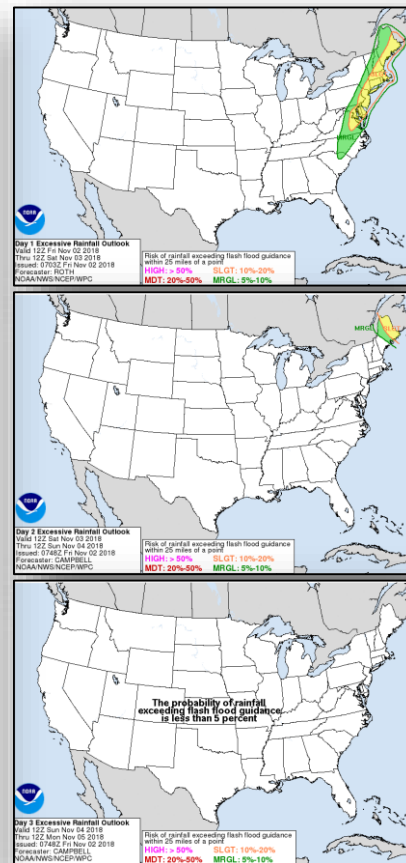 MRGL
Day 1 Excessive Rainfall Outlook
Valid 12Z Fri Nov 02 2018
Thru 12Z Sat Nov 03 2018
Issued: 0703Z Fri Nov 02 2018
Forecaster: ROTH
NOAA/NWS/NCEP/WPC
Risk of rainfall exceeding flash flood guidance
within 25 miles of a point
HIGH: > 50% SLGT: 10%-20%
MDT: 20%-50% MRGL: 5%-10%
noaa
MRGL SLGT
Day 2 Excessive Rainfall Outlook
Valid 12Z Sat Nov 03 2018
Thru 12Z Sun Nov 04 2018
Issued: 0748Z Fri Nov 02 2018
Forecaster: CAMPBELL
NOAA/NWS/NCEP/WPC
Risk of rainfall exceeding flash flood guidance
within 25 miles of a point
HIGH: > 50% SLGT: 10%-20%
MDT: 20%-50% MRGL: 5%-10%
noaa
The probability of rainfall
exceeding flash flood guidance
is less than 5 percent
Day 3 Excessive Rainfall Outlook
Valid 12Z Sun Nov 04 2018
Thru 12Z Mon Nov 05 2018
Issued: 0748Z Fri Nov 02 2018
Forecaster: CAMPBELL
NOAA/NWS/NCEP/WPC
Risk of rainfall exceeding flash flood guidance
within 25 miles of a point
HIGH: > 50% SLGT: 10%-20%
MDT: 20%-50% MRGL: 5%-10%
noaa